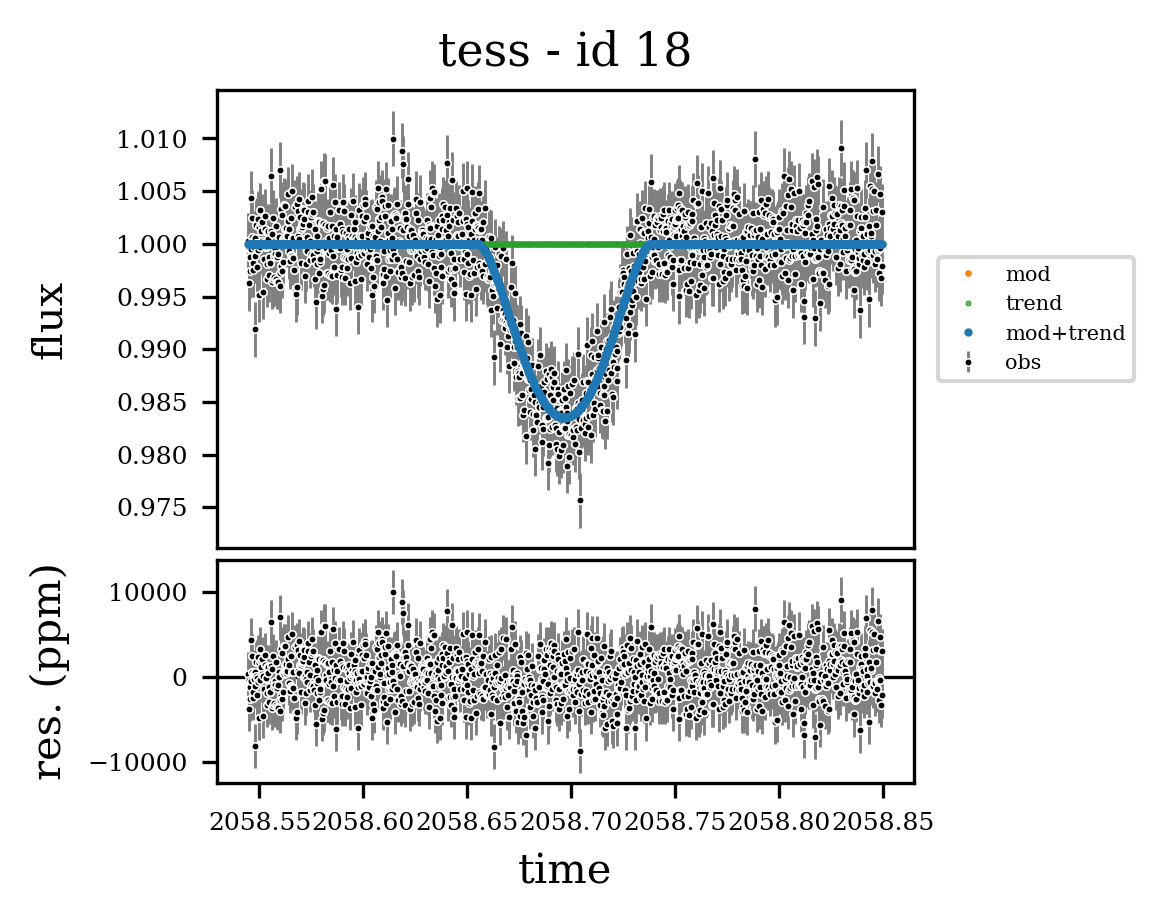 tess - id 18
flux
1.010
1.005
1.000
0.995
0.990
0.985
0.980
0.975
mod
trend
mod+trend
obs
res. (ppm)
10000
0
−10000
2058.55 2058.60 2058.65 2058.70 2058.75 2058.80 2058.85
time